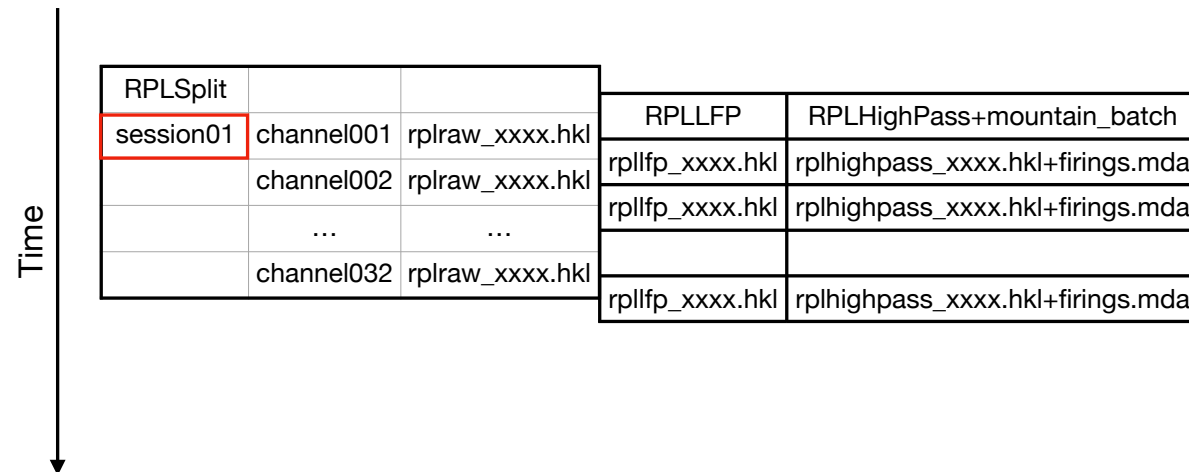 Time
RPLSplit
session01 channel001 rplraw_xxxx.hkl
channel002 rplraw_xxxx.hkl
... ...
channel032 rplraw_xxxx.hkl
RPLLFP RPLHighPass+mountain_batch
rpllfp_xxxx.hkl rplhighpass_xxxx.hkl+firings.mda
rpllfp_xxxx.hkl rplhighpass_xxxx.hkl+firings.mda
rpllfp_xxxx.hkl rplhighpass_xxxx.hkl+firings.mda